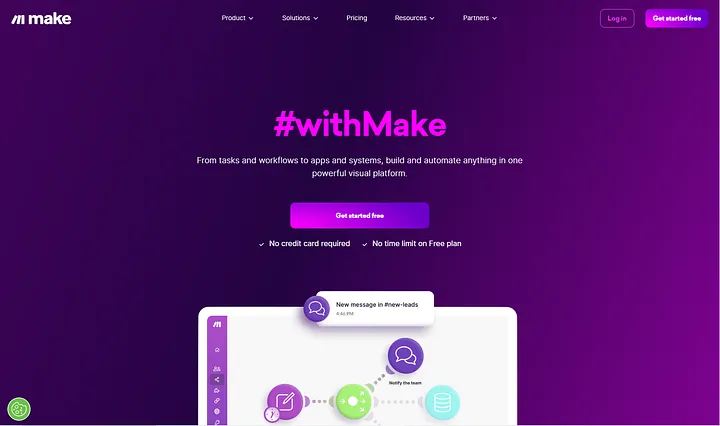 make
Product Solutions Pricing Resources Partners Log in Get started free
#withMake
From tasks and workflows to apps and systems, build and automate anything in one
powerful visual platform.
Get started free
No credit card required No time limit on Free plan
New message in #new-leads
4:46 PM
Notify the team